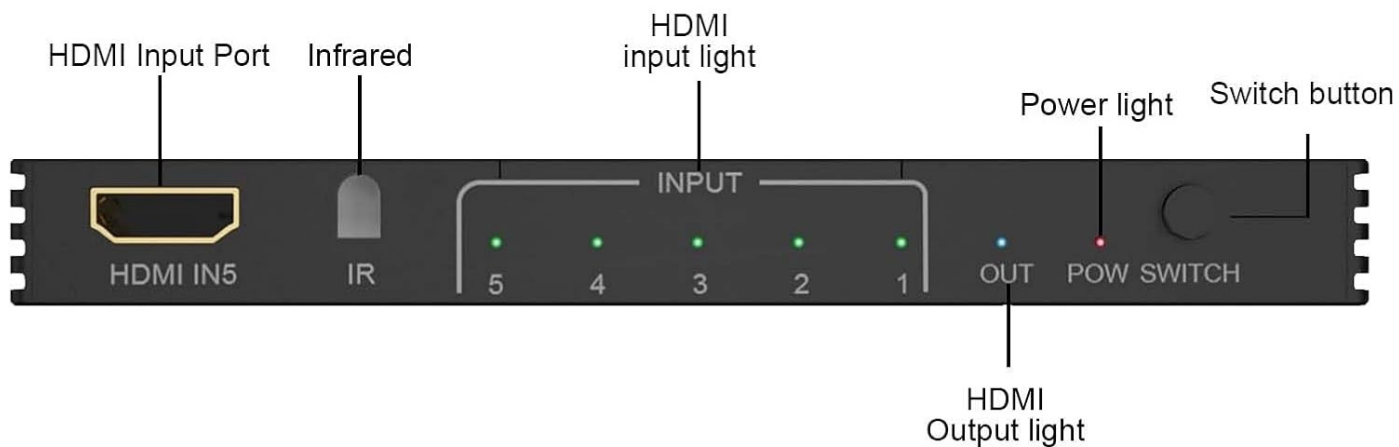 HDMI
input light
HDMI Input Port
Infrared
Power light
Switch button
INPUT
HDMI IN5
IR
5
4
3
2
1
OUT
POW
SWITCH
HDMI
Output light